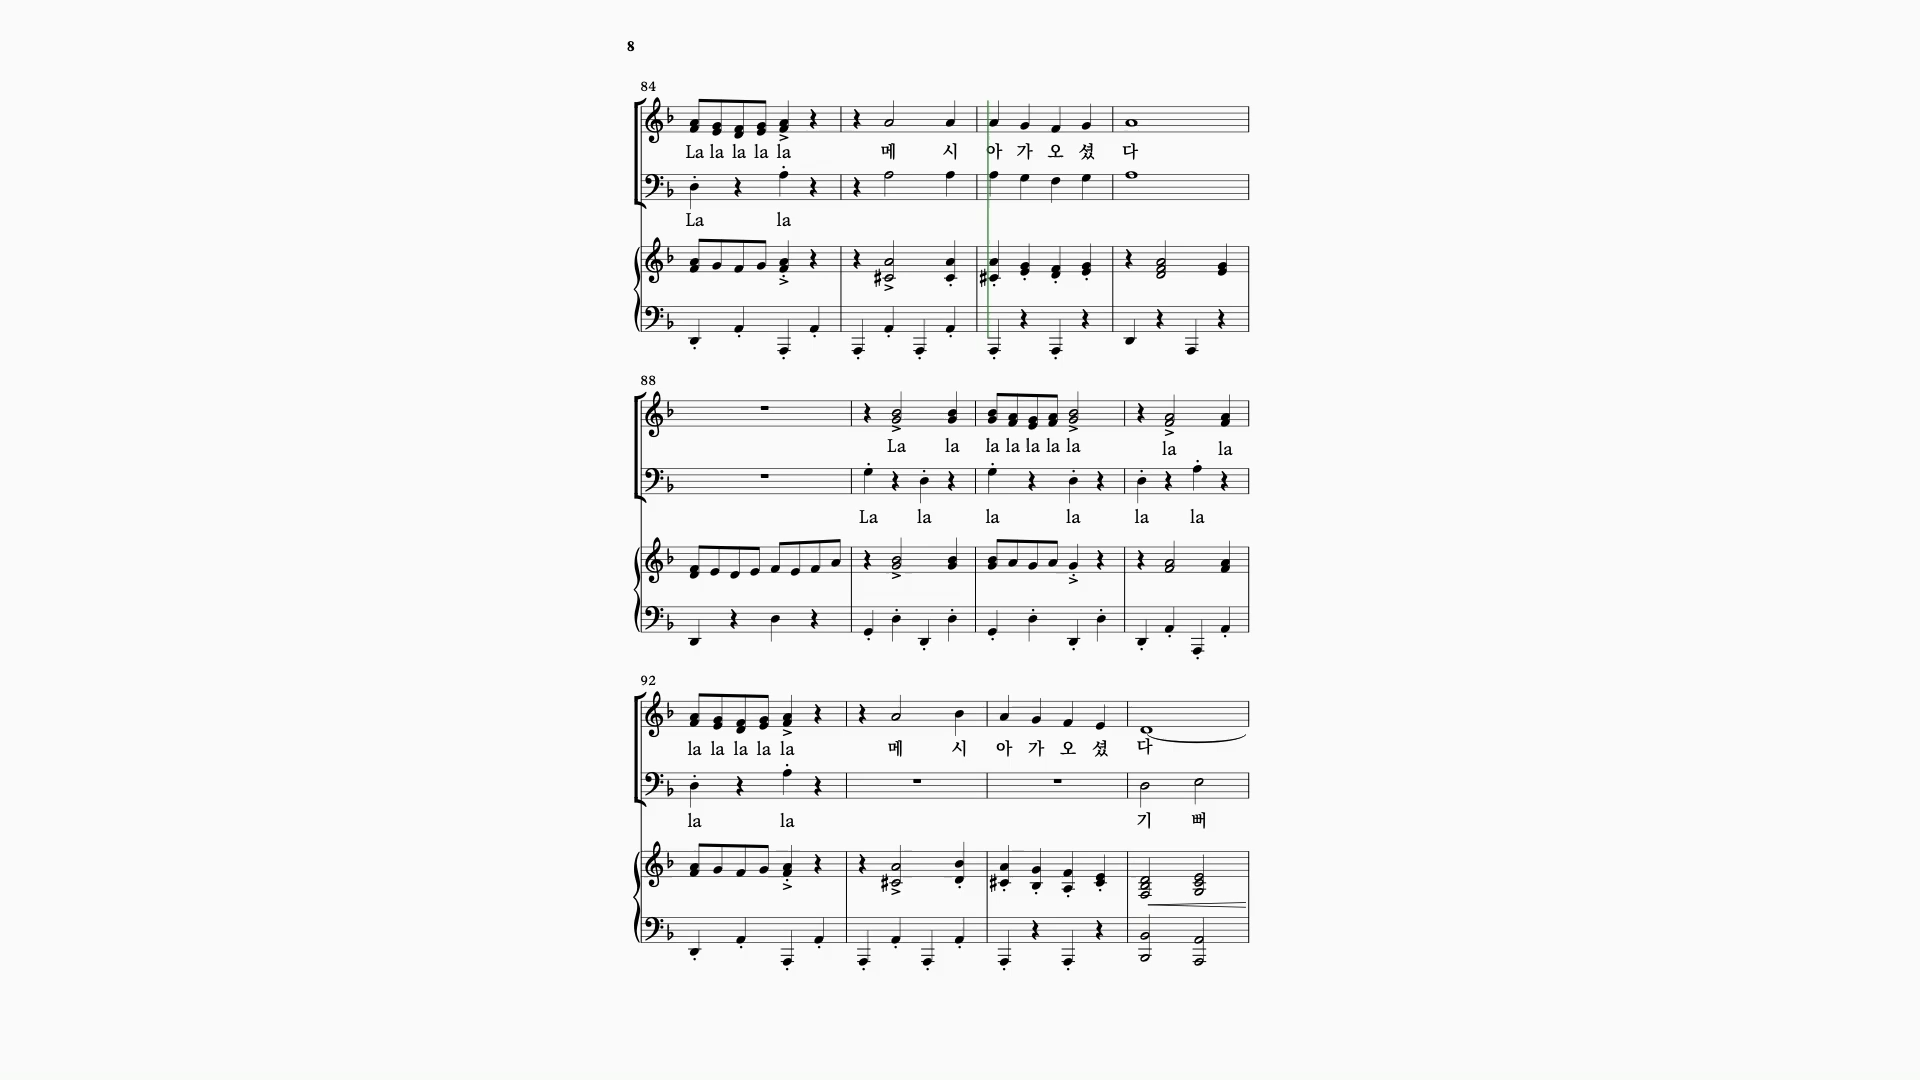 8
84
La la la la la 메 시 아 가 오 셨 다
La la
88
La la la la la la la la la
La la la la la la
92
la la la la la 메 시 아 가 오 셨 다
la la 기 뻐